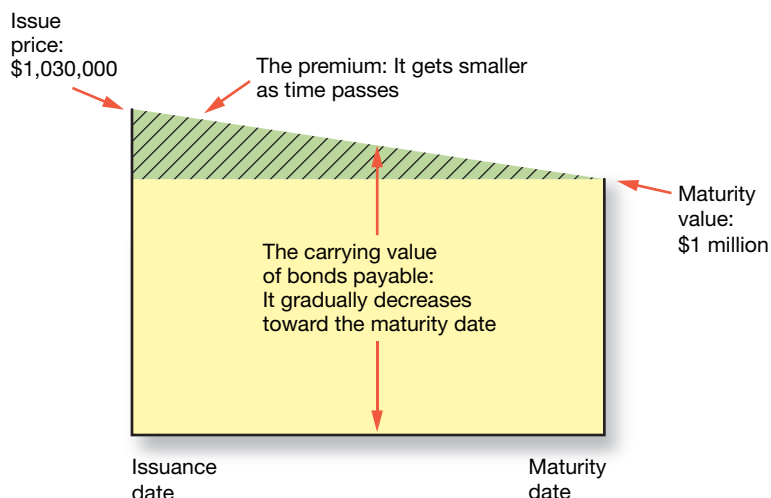 Issue
price:
$1,030,000
The premium: It gets smaller
as time passes
Maturity
value:
$1 million
The carrying value
of bonds payable:
It gradually decreases
toward the maturity date
Issuance
date
Maturity
date